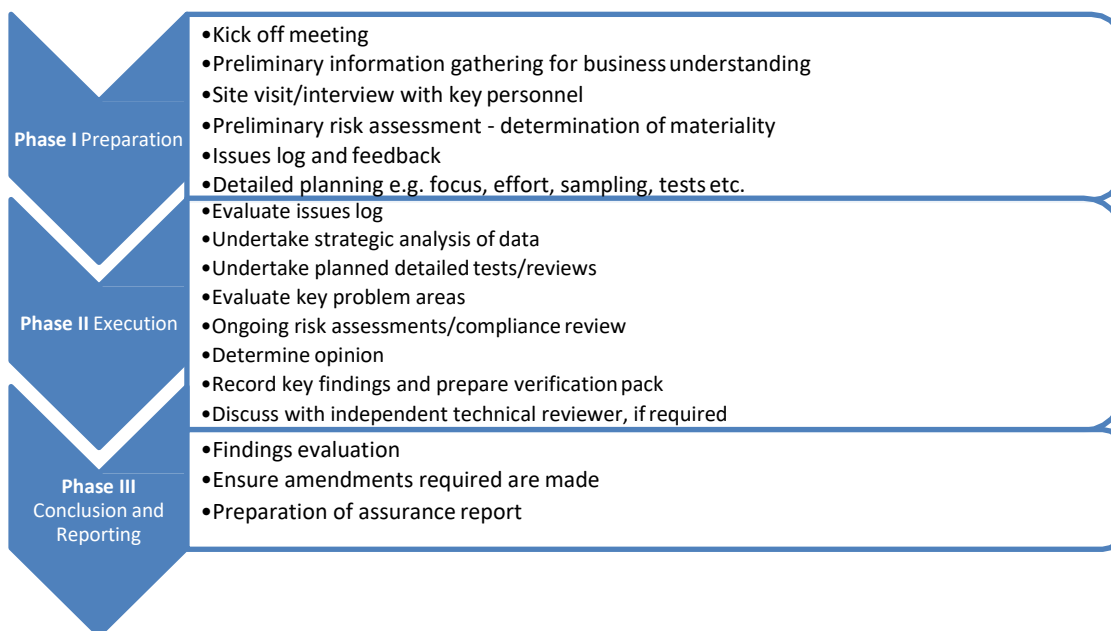 •Kick off meeting
•Preliminary information gathering for business understanding
•Site visit/interview with key personnel
Phase I Preparation
•Preliminary risk assessment - determination of materiality
•Issues log and feedback
•Detailed planning e.g. focus, effort, sampling, tests etc.
•Evaluate issues log
•Undertake strategic analysis of data
•Undertake planned detailed tests/reviews
•Evaluate key problem areas
Phase II Execution
•Ongoing risk assessments/compliance review
•Determine opinion
•Record key findings and prepare verification pack
•Discuss with independent technical reviewer, if required
Phase III
Conclusion and
Reporting
•Findings evaluation
•Ensure amendments required are made
•Preparation of assurance report